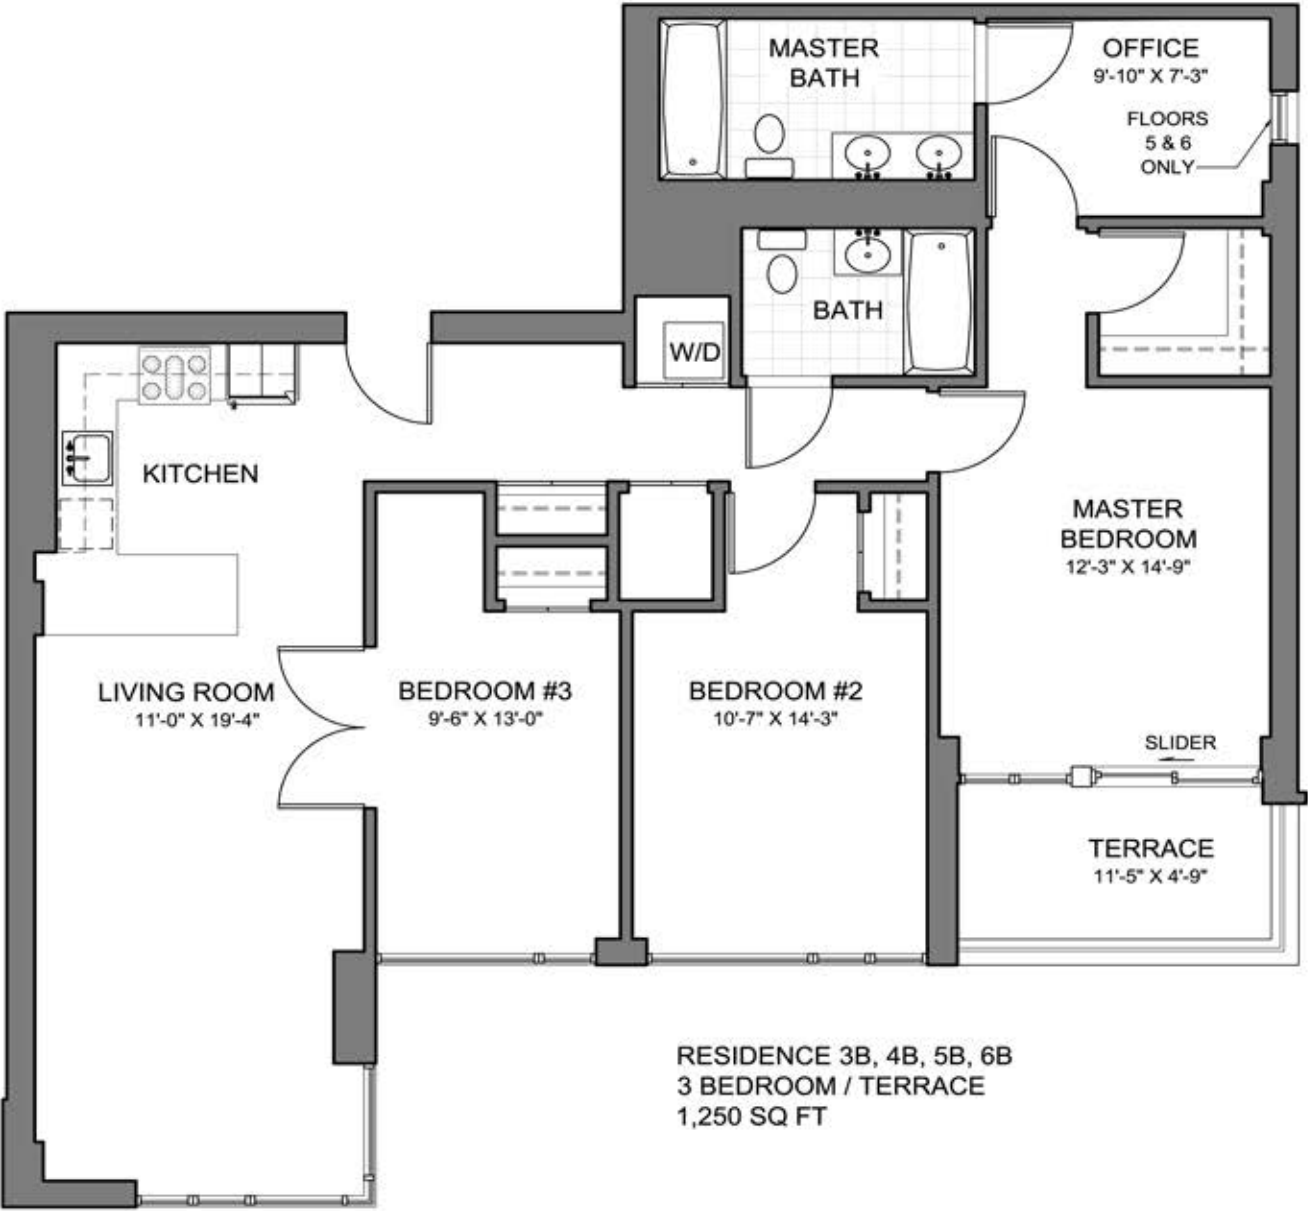 MASTER
BATH
OFFICE
9'-10" X 7'-3"
FLOORS
5 & 6
ONLY
BATH
W/D
KITCHEN
MASTER
BEDROOM
12'-3" X 14'-9"
LIVING ROOM
11'-0" X 19'-4"
BEDROOM #3
9'-6" X 13'-0"
BEDROOM #2
10'-7" X 14'-3"
SLIDER
TERRACE
11'-5" X 4'-9"
RESIDENCE 3B, 4B, 5B, 6B
3 BEDROOM / TERRACE
1,250 SQ FT